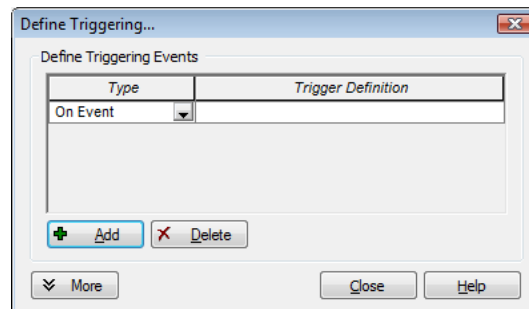 Define Triggering...
Define Triggering Events
Type Trigger Definition
On Event
Add Delete
More Close Help